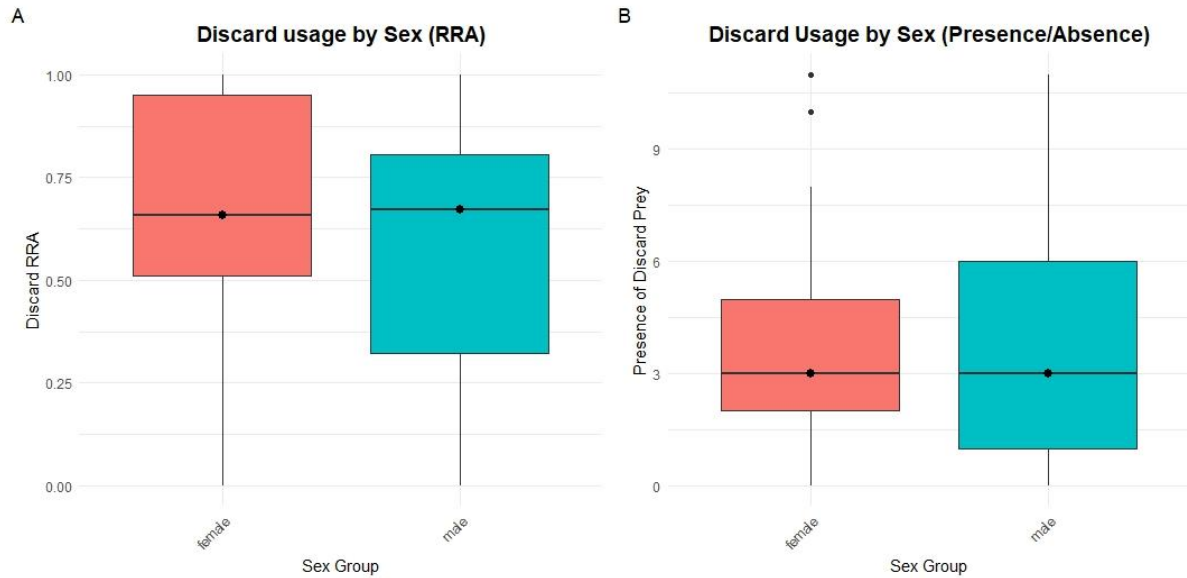 A
Discard usage by Sex (RRA)
Discard RRA
1.00
0.75
0.50
0.25
0.00
female
male
Sex Group
B
Discard Usage by Sex (Presence/Absence)
Presence of Discard Prey
9
6
3
0
female
male
Sex Group